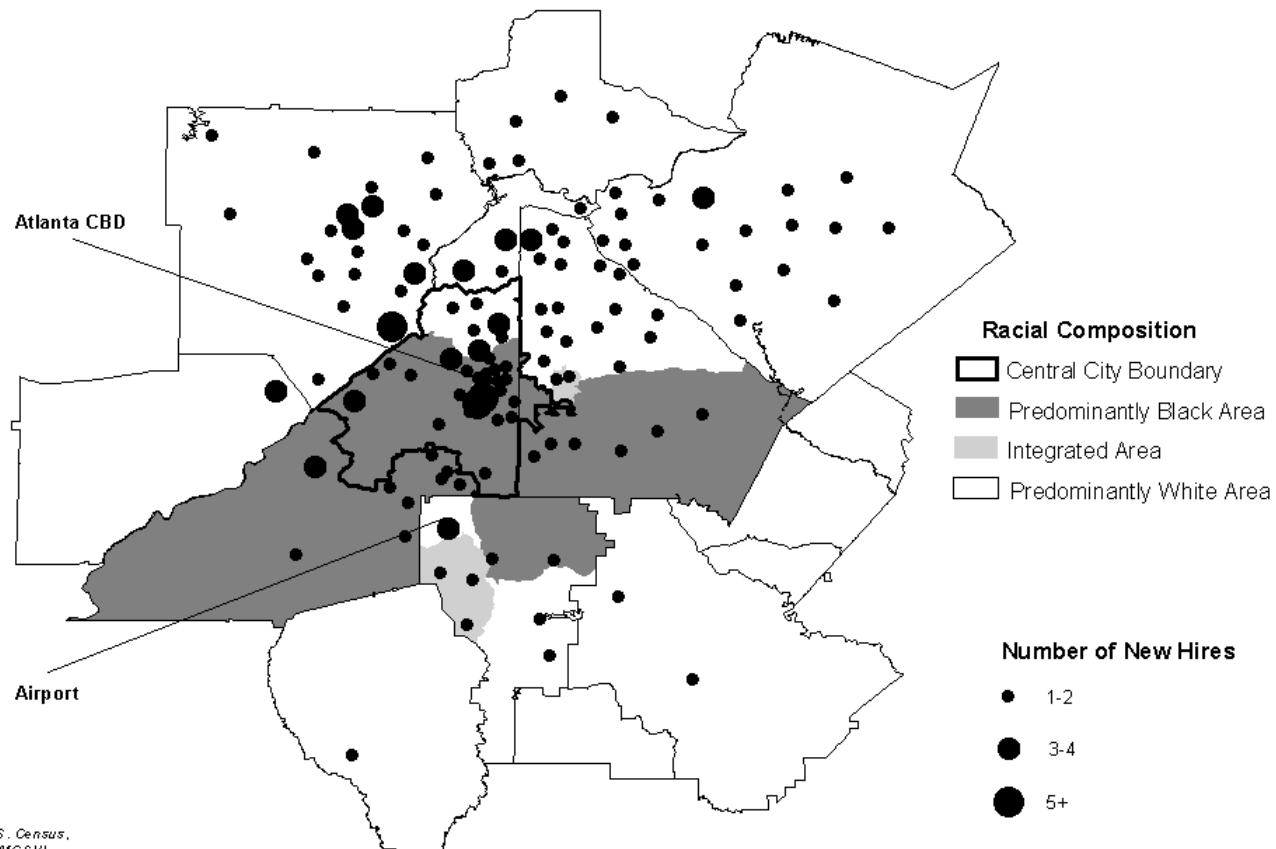 Atlanta CBD
Racial Composition
Central City Boundary
Predominantly Black Area
Integrated Area
Predominantly White Area
Airport
Number of New Hires
1-2
3-4
5+
S. Census,